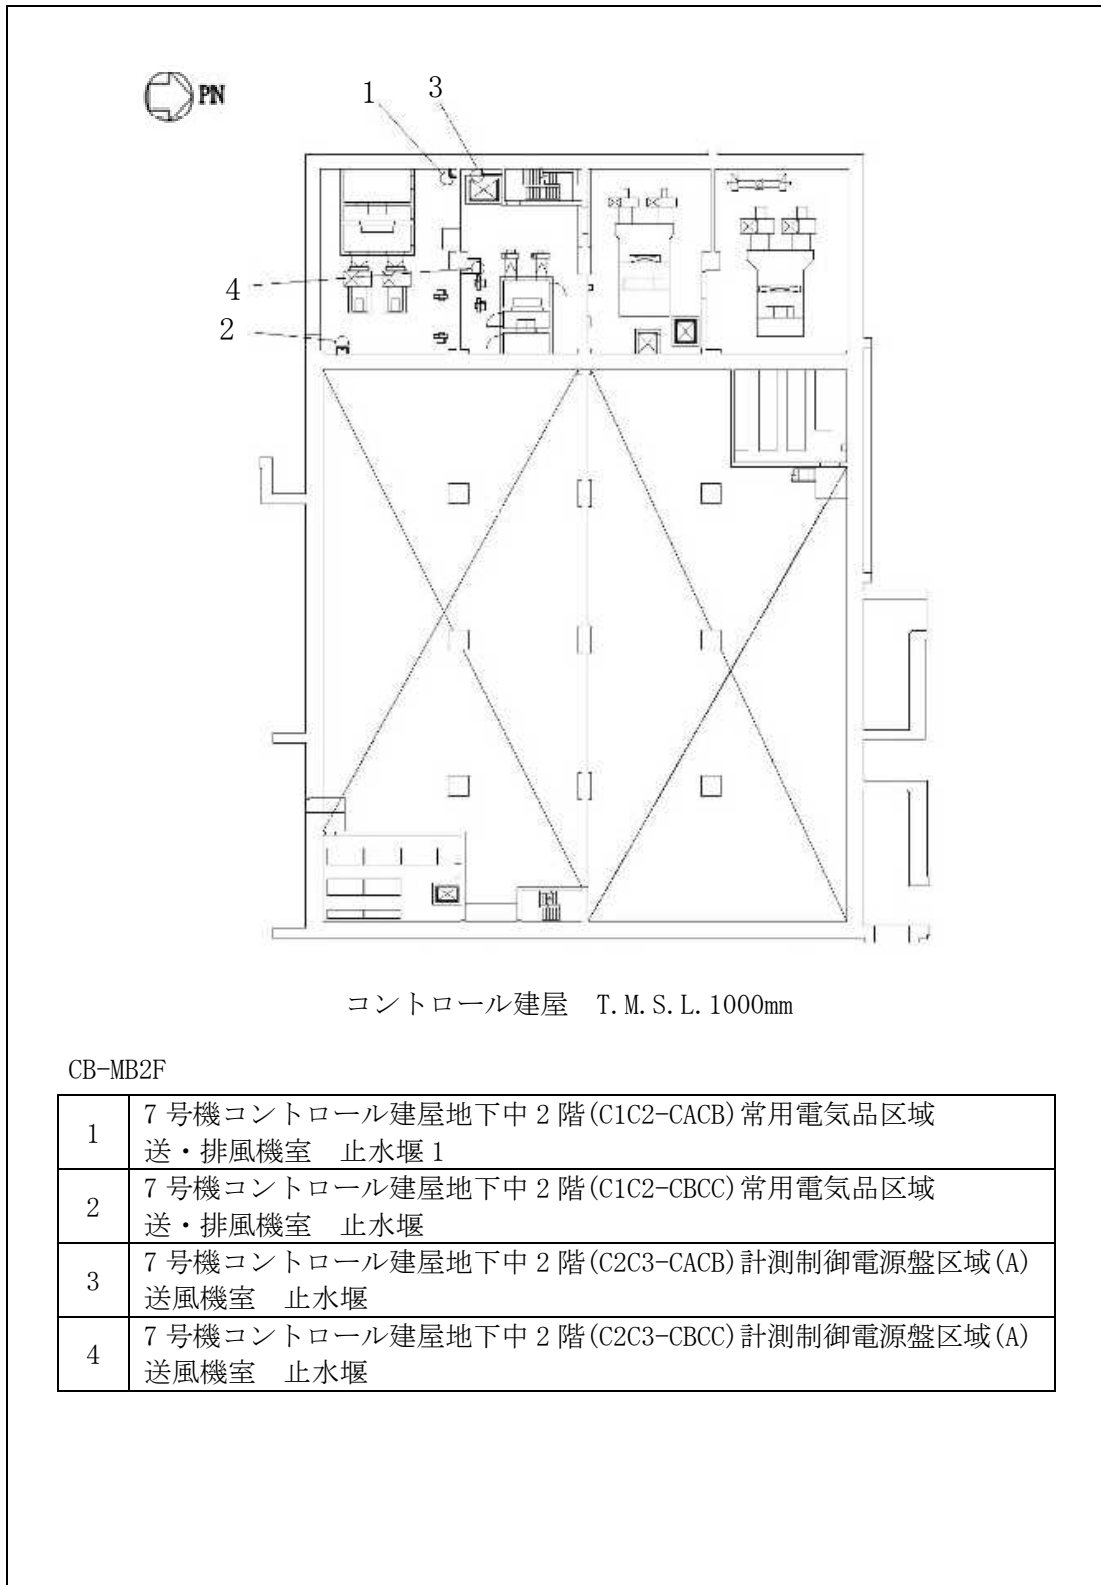 PN
1
3
4
2
コントロール建屋　T.M.S.L.1000mm
CB-MB2F
1
7号機コントロール建屋地下中2階(C1C2-CACB)常用電気品区域
送・排風機室　止水堰1
2
7号機コントロール建屋地下中2階(C1C2-CBCC)常用電気品区域
送・排風機室　止水堰
3
7号機コントロール建屋地下中2階(C2C3-CACB)計測制御電源盤区域(A)
送風機室　止水堰
4
7号機コントロール建屋地下中2階(C2C3-CBCC)計測制御電源盤区域(A)
送風機室　止水堰